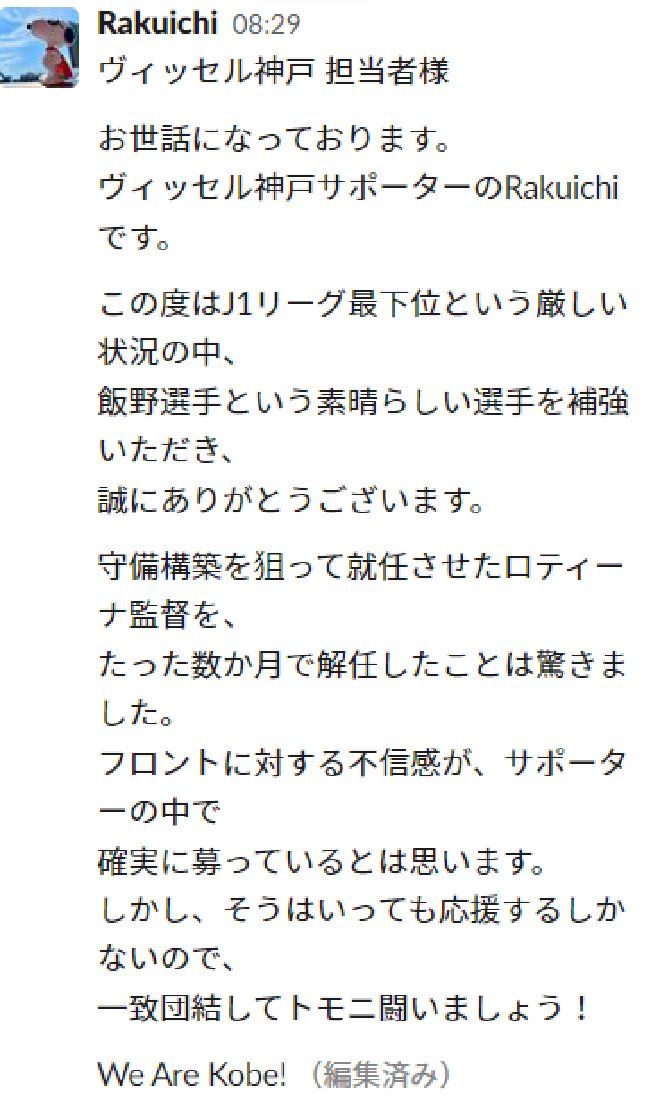 Rakuichi 08:29
ヴィッセル神戸 担当者様
お世話になっております。
ヴィッセル神戸サポーターのRakuichi
です。
この度はJ1リーグ最下位という厳しい
状況の中、
飯野選手という素晴らしい選手を補強
いただき、
誠にありがとうございます。
守備構築を狙って就任させたロティー
ナ監督を、
たった数か月で解任したことは驚きま
した。
フロントに対する不信感が、サポータ
ーの中で
確実に募っているとは思います。
しかし、そうはいっても応援するしか
ないので、
一致団結してトモニ闘いましょう！
We Are Kobe! （編集済み）